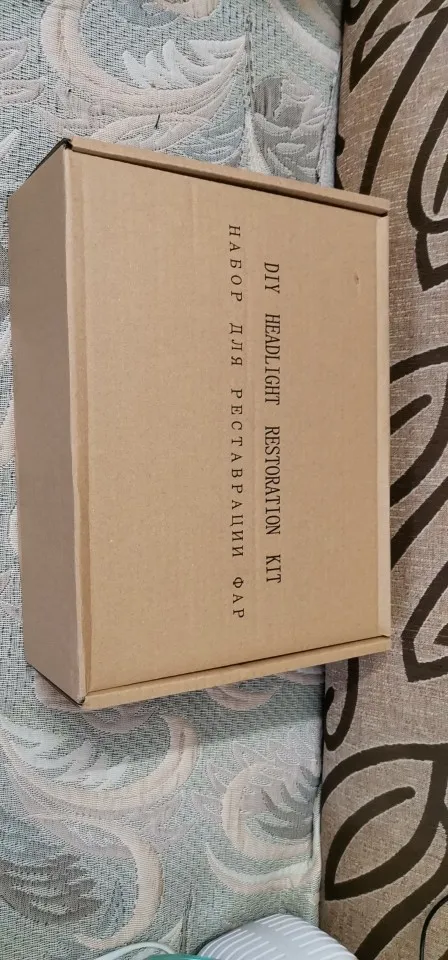 DIY HEADLIGHT RESTORATION KIT
НАБОР ДЛЯ РЕСТАВРАЦИИ ФАР